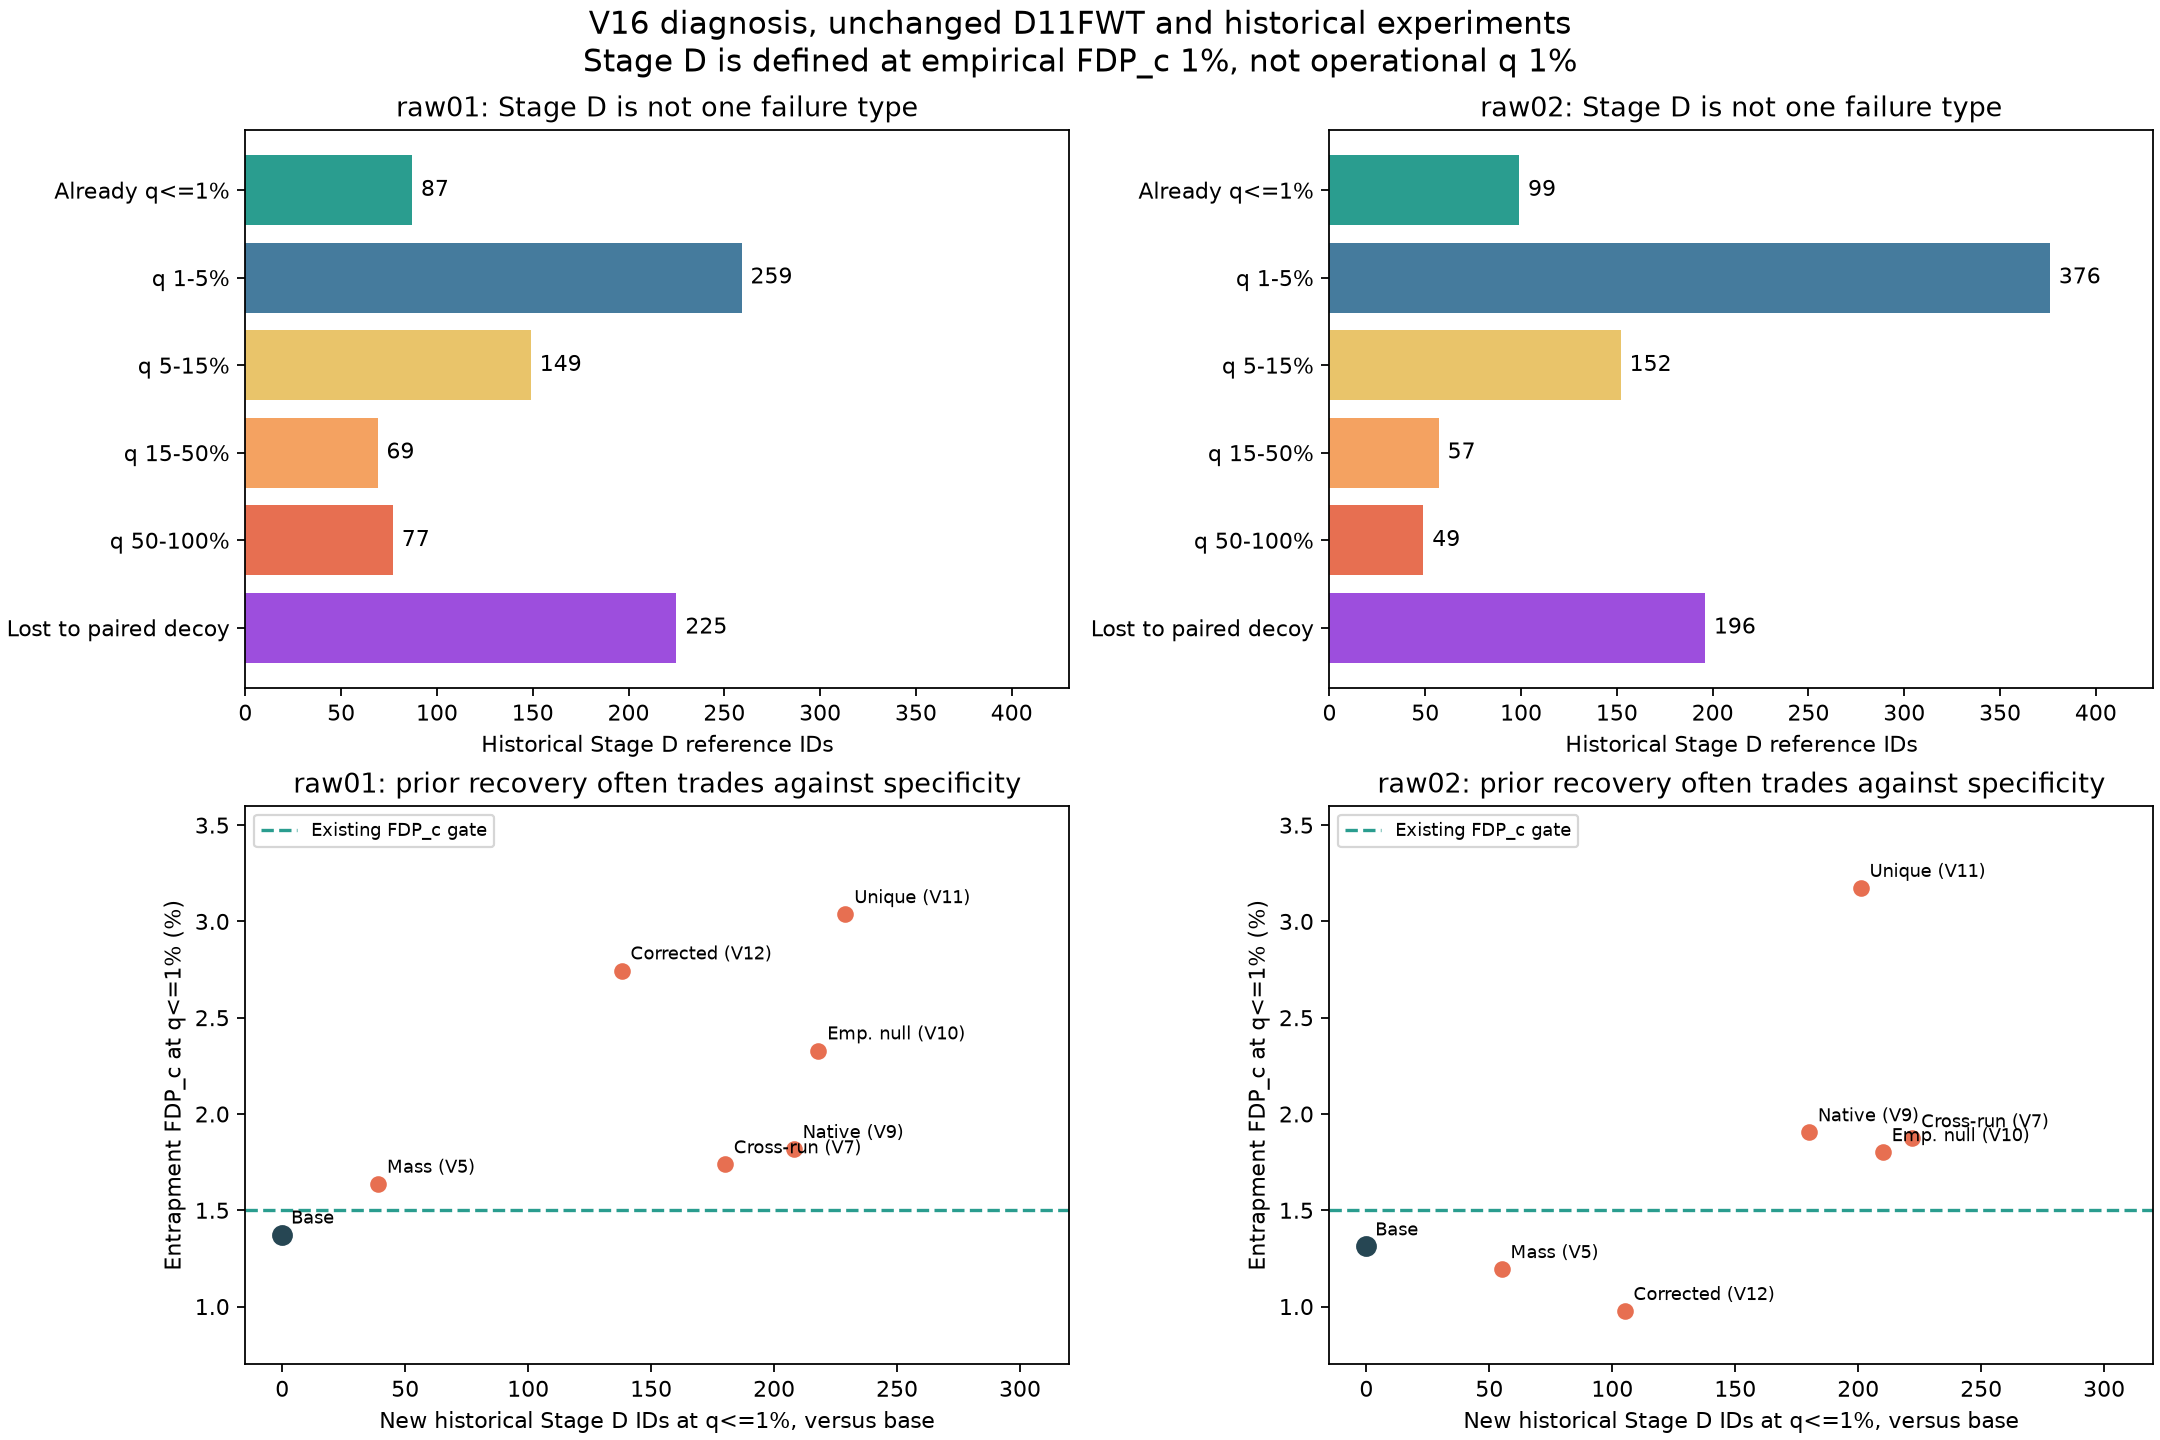 V16 diagnosis, unchanged D11FWT and historical experiments
Stage D is defined at empirical FDP_c 1%, not operational q 1%
raw01: Stage D is not one failure type
Already q<=1%
87
q 1-5%
259
q 5-15%
149
q 15-50%
69
q 50-100%
77
Lost to paired decoy
225
0 50 100 150 200 250 300 350 400
Historical Stage D reference IDs
raw02: Stage D is not one failure type
Already q<=1%
99
q 1-5%
376
q 5-15%
152
q 15-50%
57
q 50-100%
49
Lost to paired decoy
196
0 50 100 150 200 250 300 350 400
Historical Stage D reference IDs
raw01: prior recovery often trades against specificity
Existing FDP_c gate
Entrapment FDP_c at q<=1% (%)
3.5
3.0
2.5
2.0
1.5
1.0
Unique (V11)
Corrected (V12)
Emp. null (V10)
Native (V9)
Cross-run (V7)
Mass (V5)
Base
0 50 100 150 200 250 300
New historical Stage D IDs at q<=1%, versus base
raw02: prior recovery often trades against specificity
Existing FDP_c gate
Entrapment FDP_c at q<=1% (%)
3.5
3.0
2.5
2.0
1.5
1.0
Unique (V11)
Native (V9)
Cross-run (V7)
Emp. null (V10)
Base
Mass (V5)
Corrected (V12)
0 50 100 150 200 250 300
New historical Stage D IDs at q<=1%, versus base